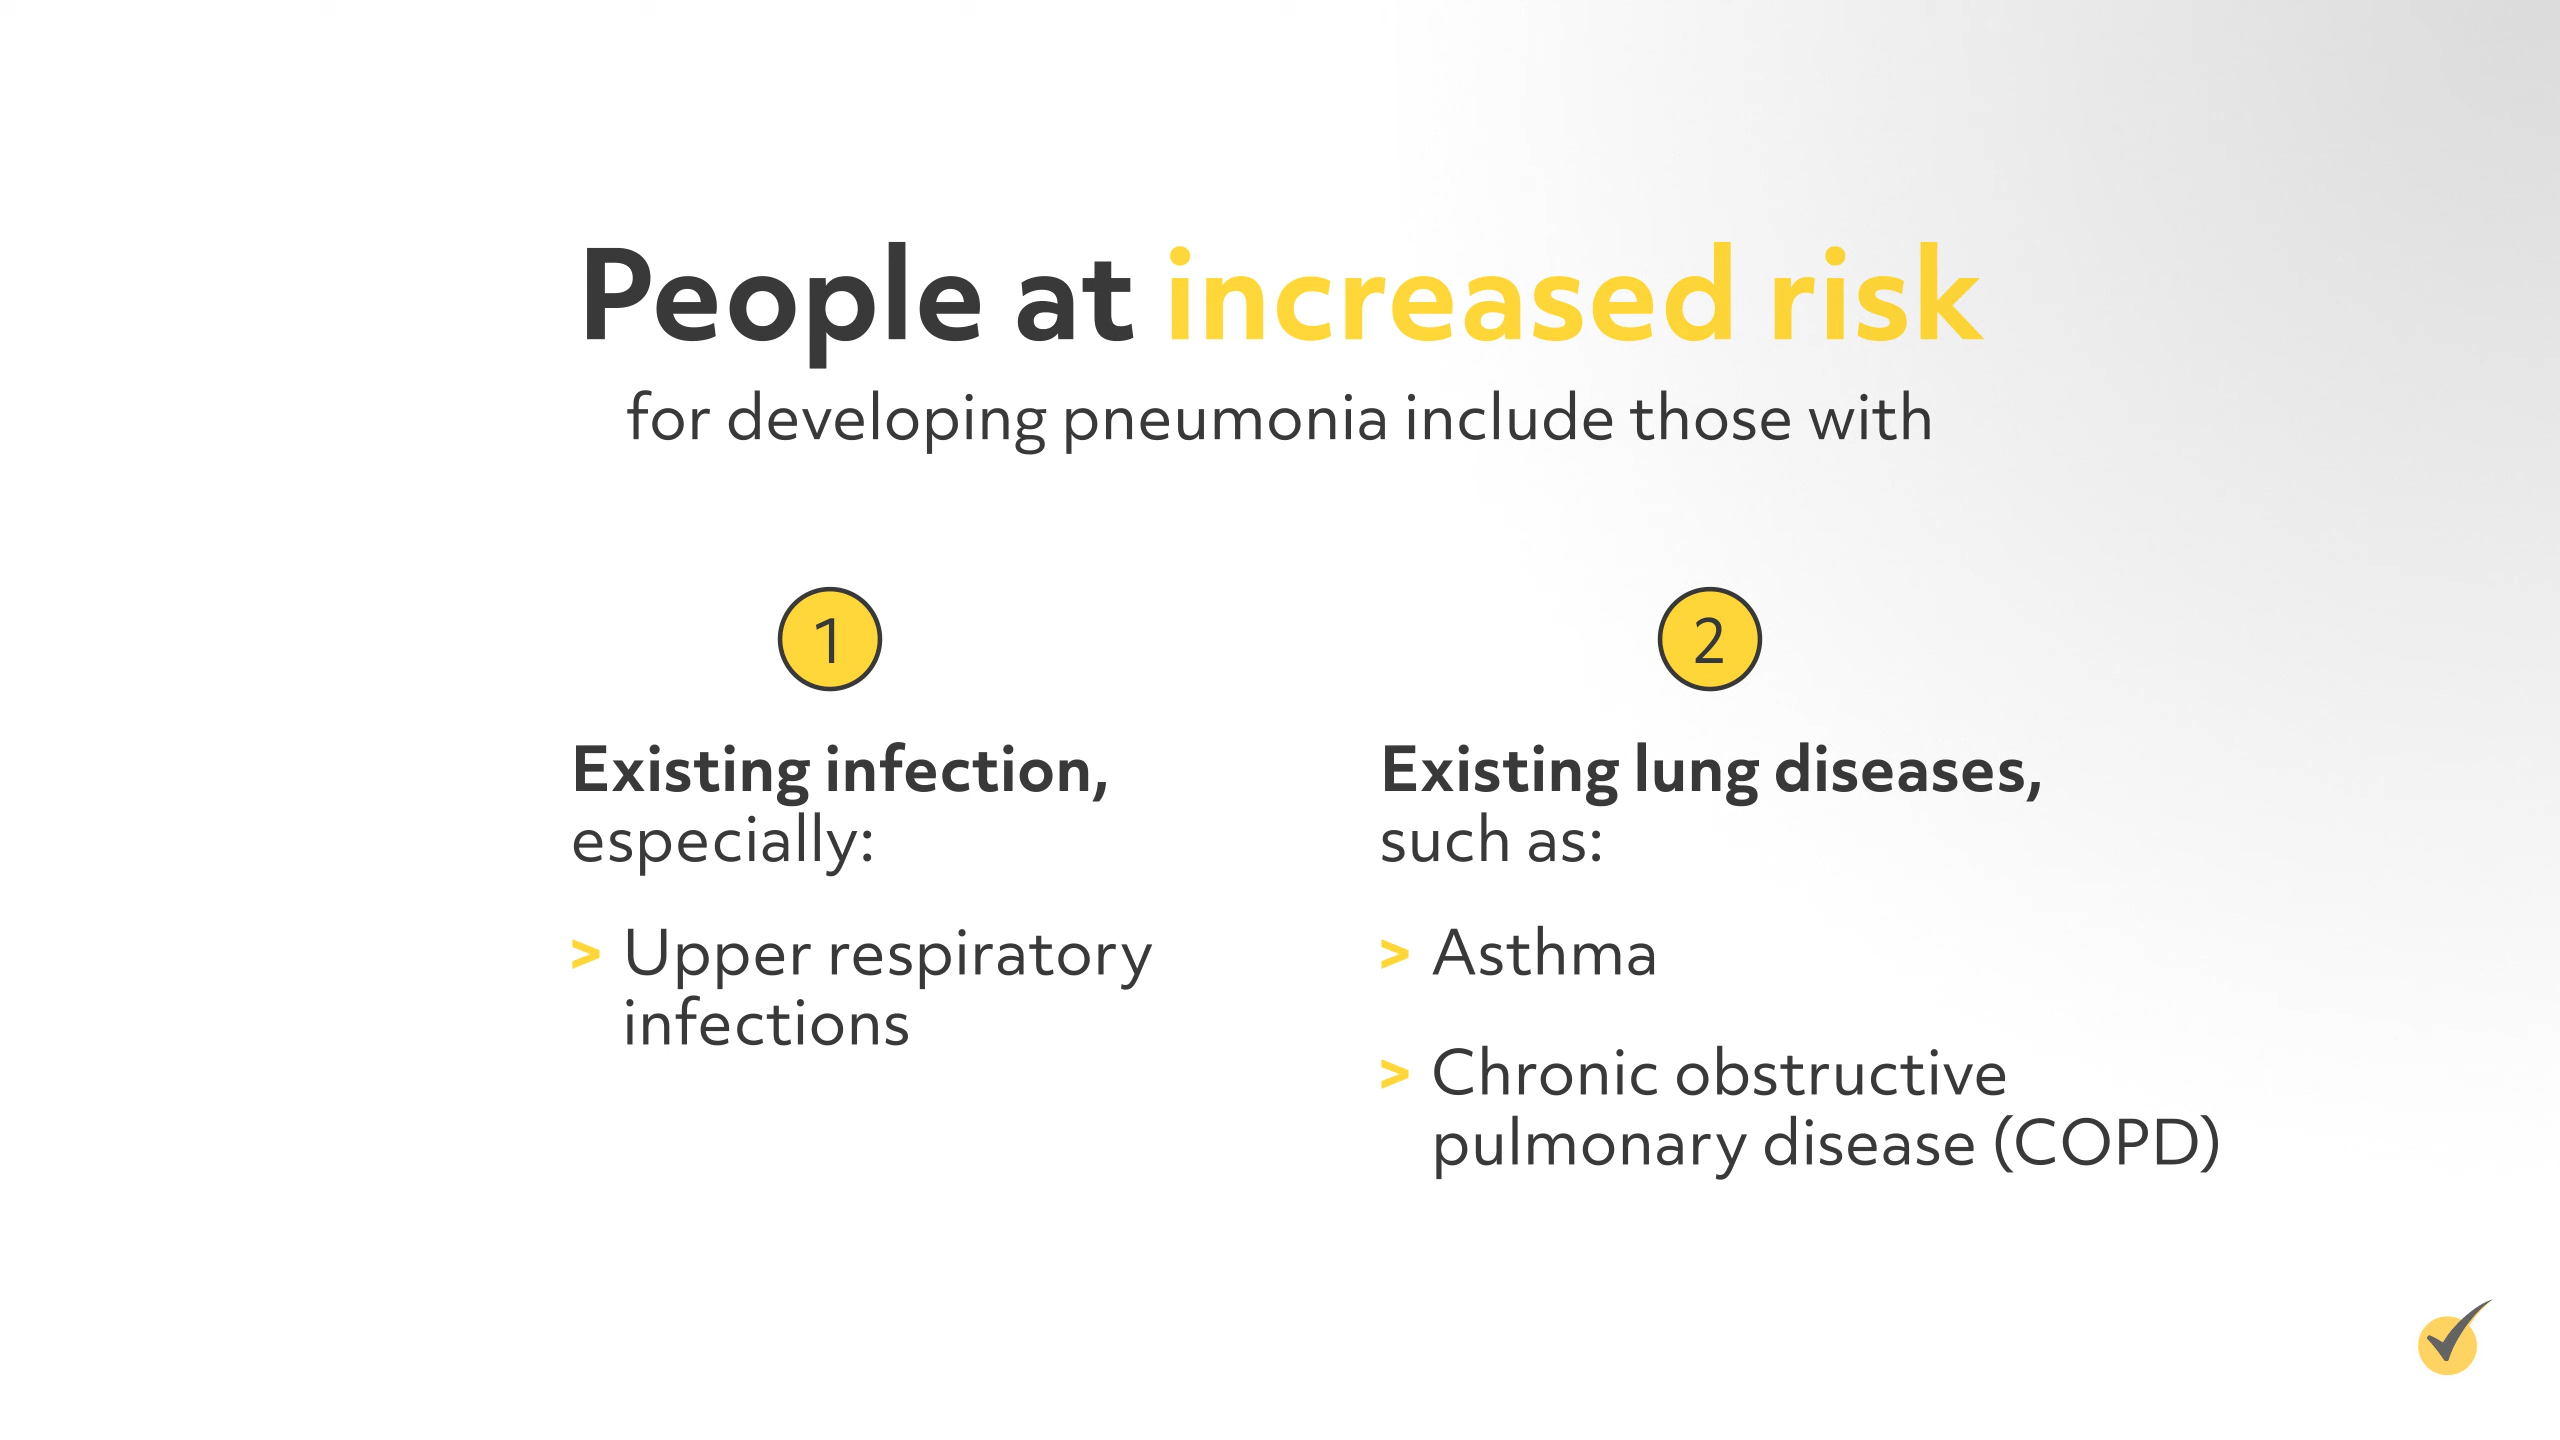 People at increased risk
for developing pneumonia include those with
1
Existing infection,
especially:
> Upper respiratory
infections
2
Existing lung diseases,
such as:
> Asthma
> Chronic obstructive
pulmonary disease (COPD)